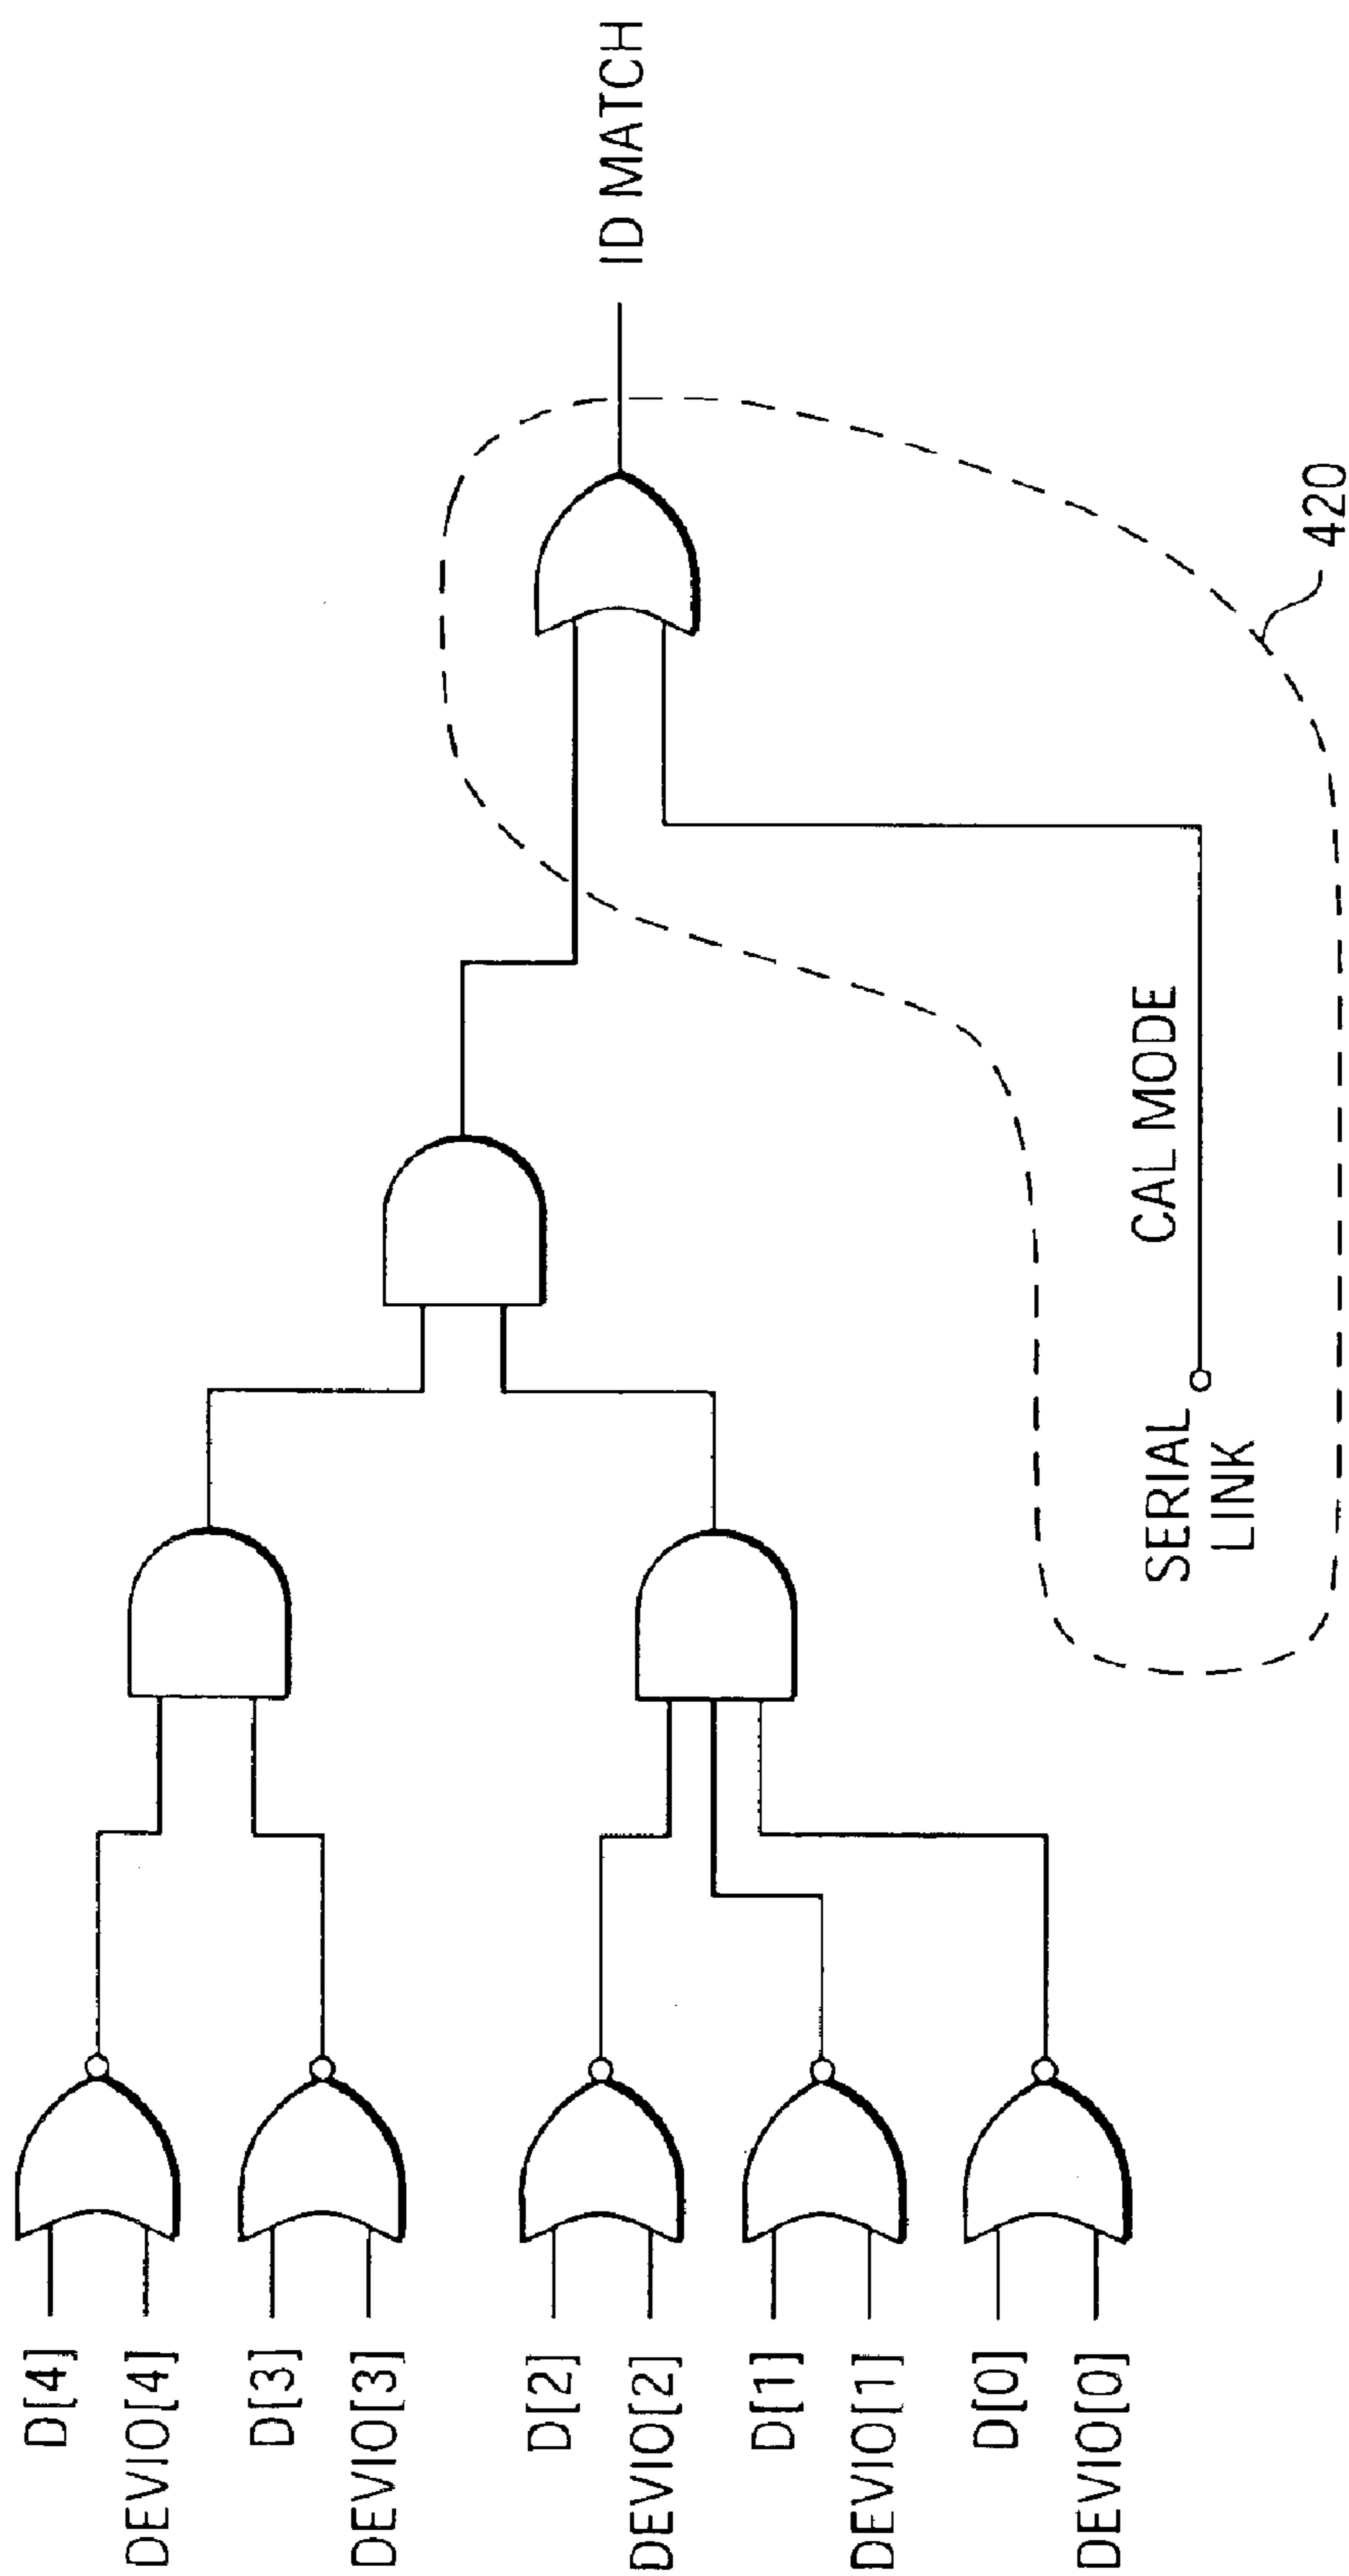 D[4]
DEVIO[4]
D[3]
DEVIO[3]
D[2]
DEVIO[2]
D[1]
DEVIO[1]
D[0]
DEVIO[0]
SERIAL
LINK
CAL MODE
420
ID MATCH